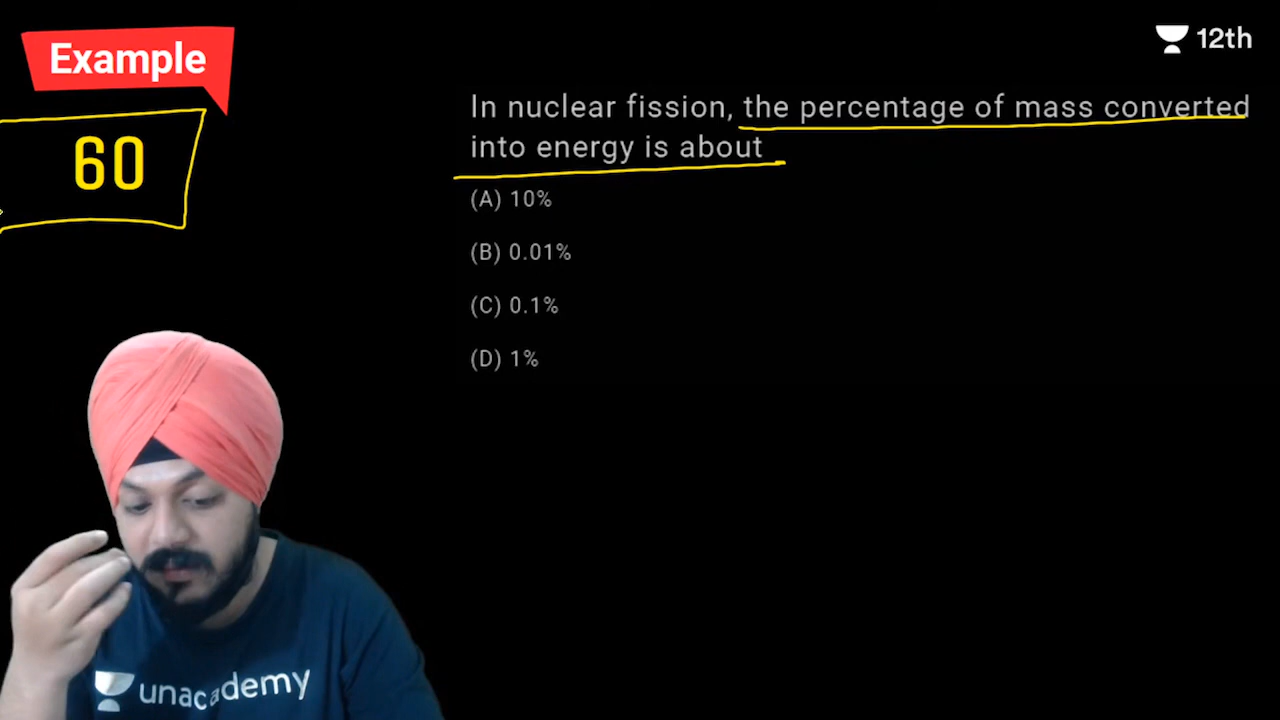 Example
12th
60
In nuclear fission, the percentage of mass converted
into energy is about
(A) 10%
(B) 0.01%
(C) 0.1%
(D) 1%
unacademy